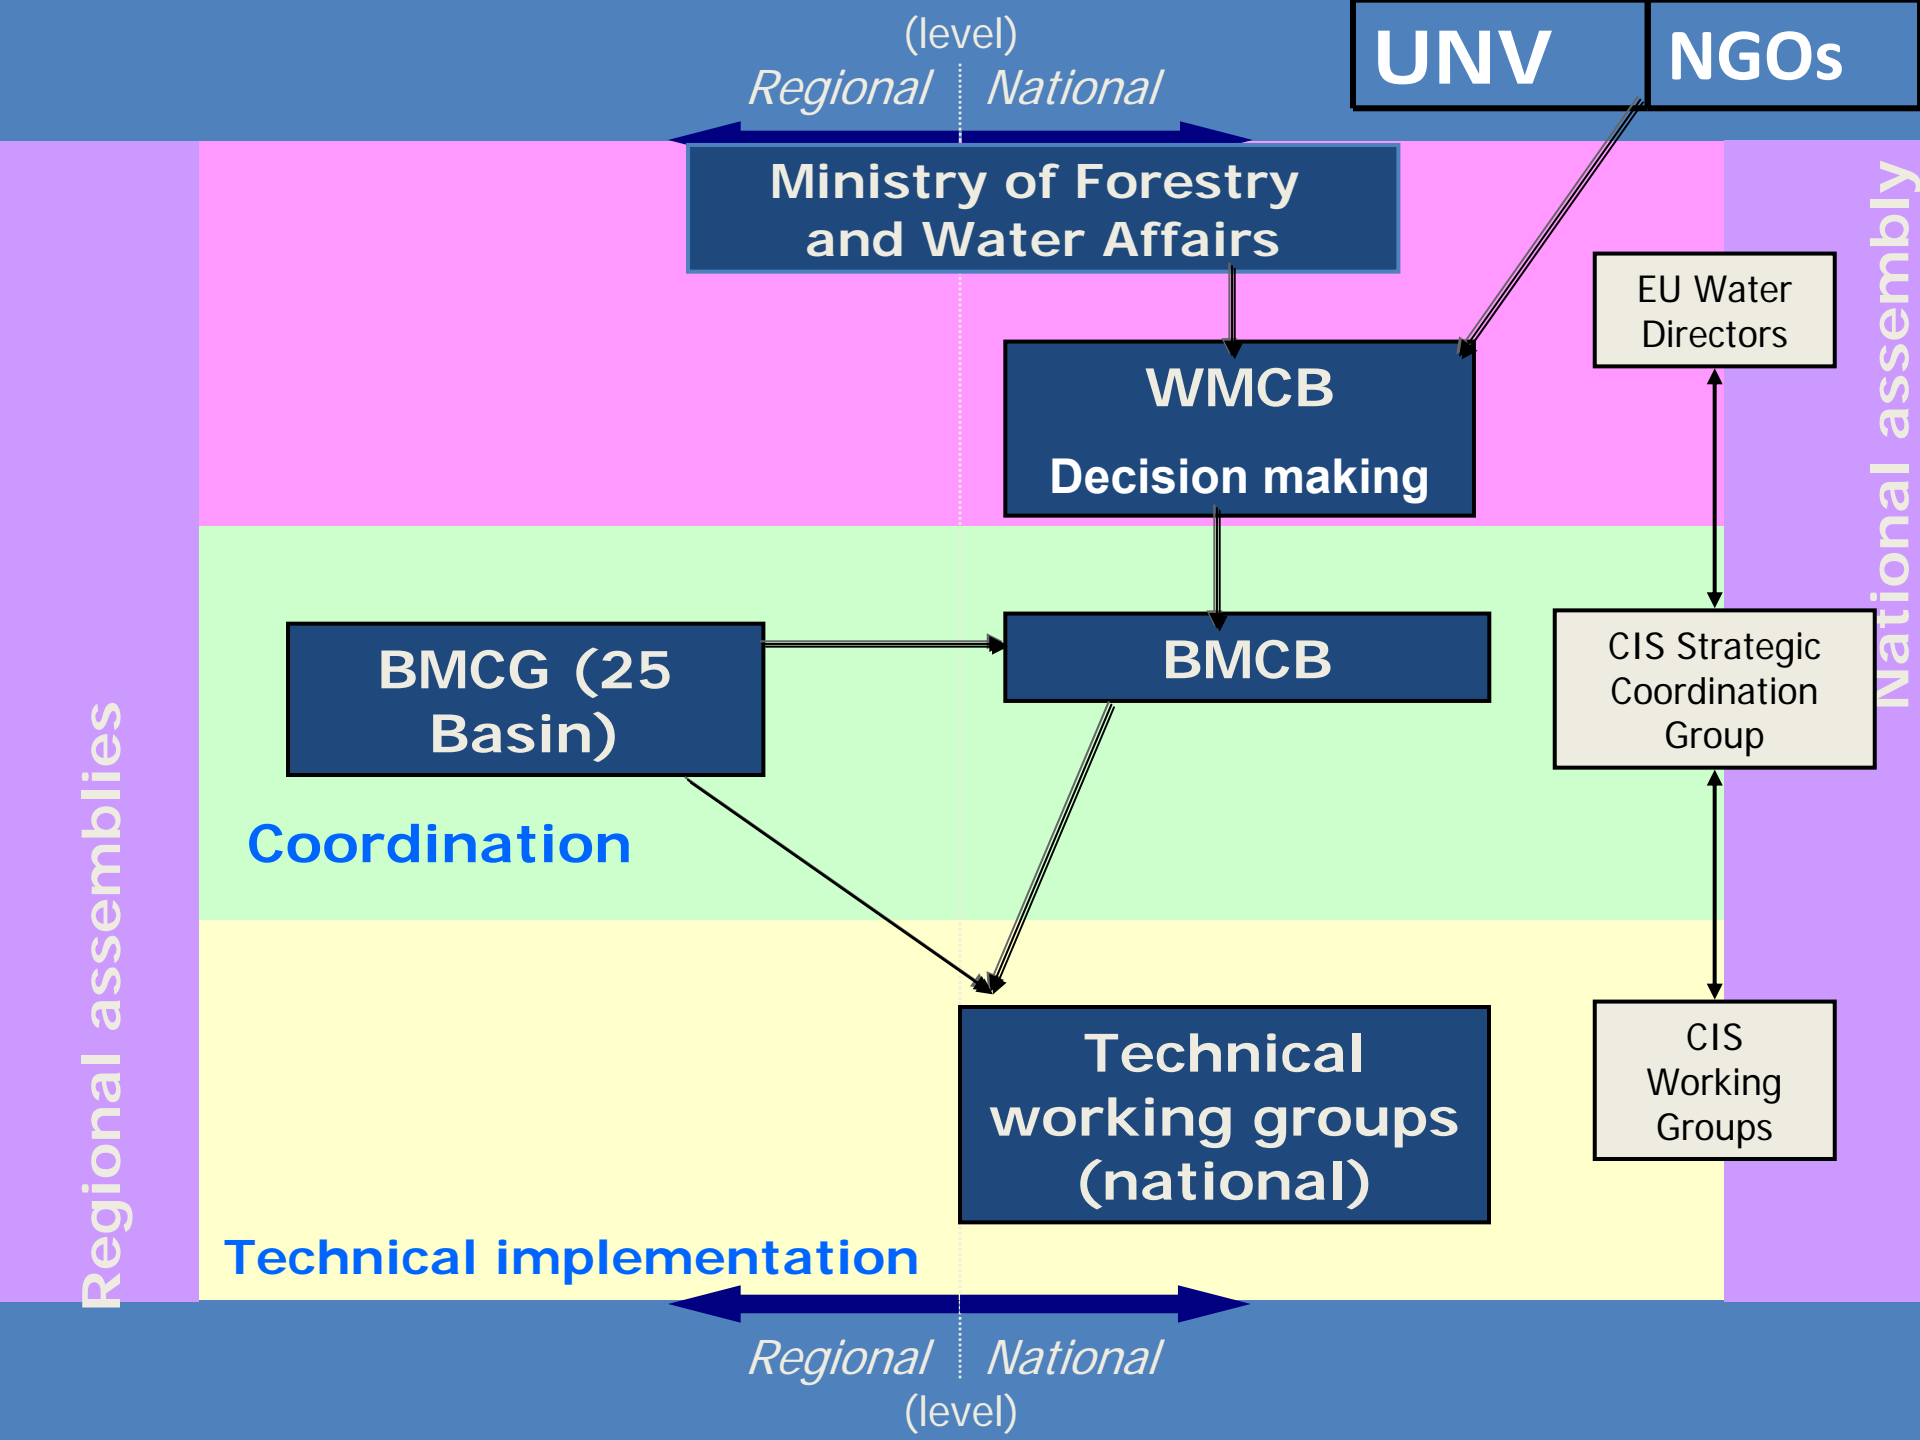 (level)
Regional National
UNV NGOs
Ministry of Forestry
and Water Affairs
National assembly
EU Water
Directors
WMCB
Decision making
BMCG (25
Basin)
BMCB
CIS Strategic
Coordination
Group
Regional assemblies
Coordination
Technical
working groups
(national)
CIS
Working
Groups
Technical implementation
Regional National
(level)